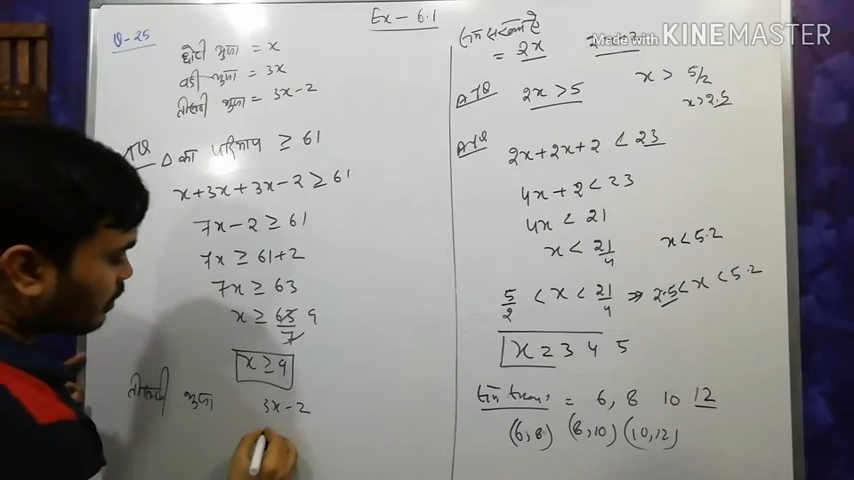 Ex - 6.1
Q-25
छोटी भुजा = x
बड़ी भुजा = 3x
तीसरी भुजा = 3x-2
ATQ Δ का परिमाप ≥ 61
x+3x+3x-2 ≥ 61
7x-2 ≥ 61
7x ≥ 61+2
7x ≥ 63
x ≥ 63/7 9
x ≥ 9
तीसरी भुजा 3x-2
= 2x
Made with KINEMASTER
ATQ 2x > 5 x > 5/2
x > 2.5
ATQ 2x+2x+2 < 23
4x+2 < 23
4x < 21
x < 21/4 x < 5.2
5/2 < x < 21/4 ⇒ 2.5 < x < 5.2
x = 3 4 5
= 6, 8 10 12
(6,8) (8,10) (10,12)